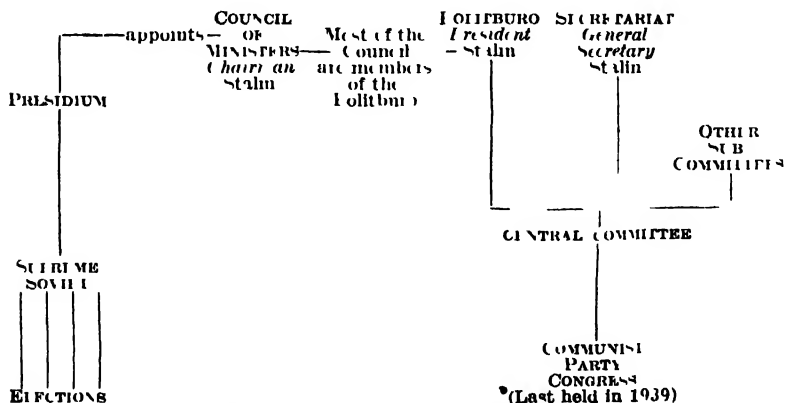 COUNCIL
OF
MINISTERS
Chairman
Stalin
appoints
Most of the
Council
are members
of the
Politburo
POLITBURO
President
Stalin
SECRETARIAT
General
Secretary
Stalin
PRESIDIUM
OTHER
SUB
COMMITTEES
CENTRAL COMMITTEE
SUPREME
SOVIET
ELECTIONS
COMMUNIST
PARTY
CONGRESS
(Last held in 1939)